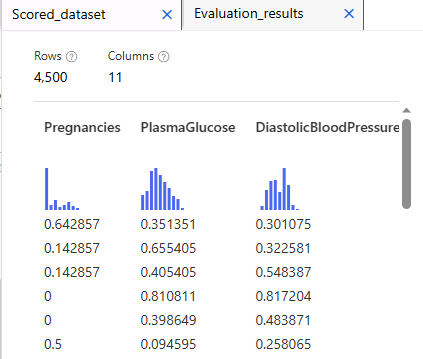 Scored_dataset Evaluation_results
Rows Columns
4,500 11
Pregnancies PlasmaGlucose DiastolicBloodPressure
0.642857 0.351351 0.301075
0.142857 0.655405 0.322581
0.142857 0.405405 0.548387
0 0.810811 0.817204
0 0.398649 0.483871
0.5 0.094595 0.258065